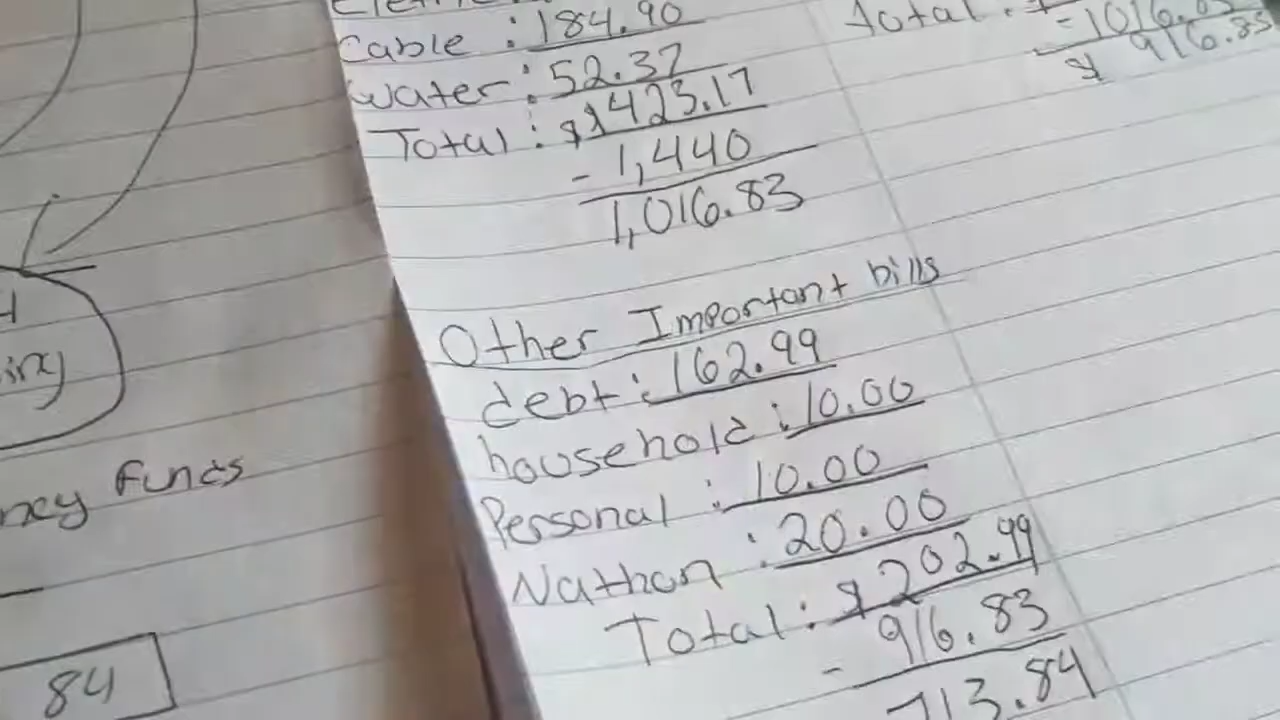 Cable : 184.90
Water : 52.37
Total : $423.17
- 1,440
1,016.83
Other Important bills
debt : 162.99
household : 10.00
Personal : 10.00
Nathan : 20.00
Total : $202.99
- 916.83
713.84
Total :
- 1016.83
$ 916.83
funds
84